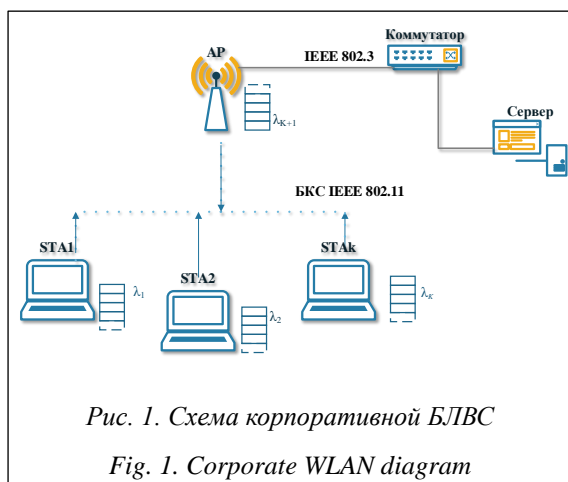 Коммутатор
AP
IEEE 802.3
λK+1
Сервер
БКС IEEE 802.11
STA1
STA2
STAk
λ1
λ2
λK
Рис. 1. Схема корпоративной БЛВС
Fig. 1. Corporate WLAN diagram